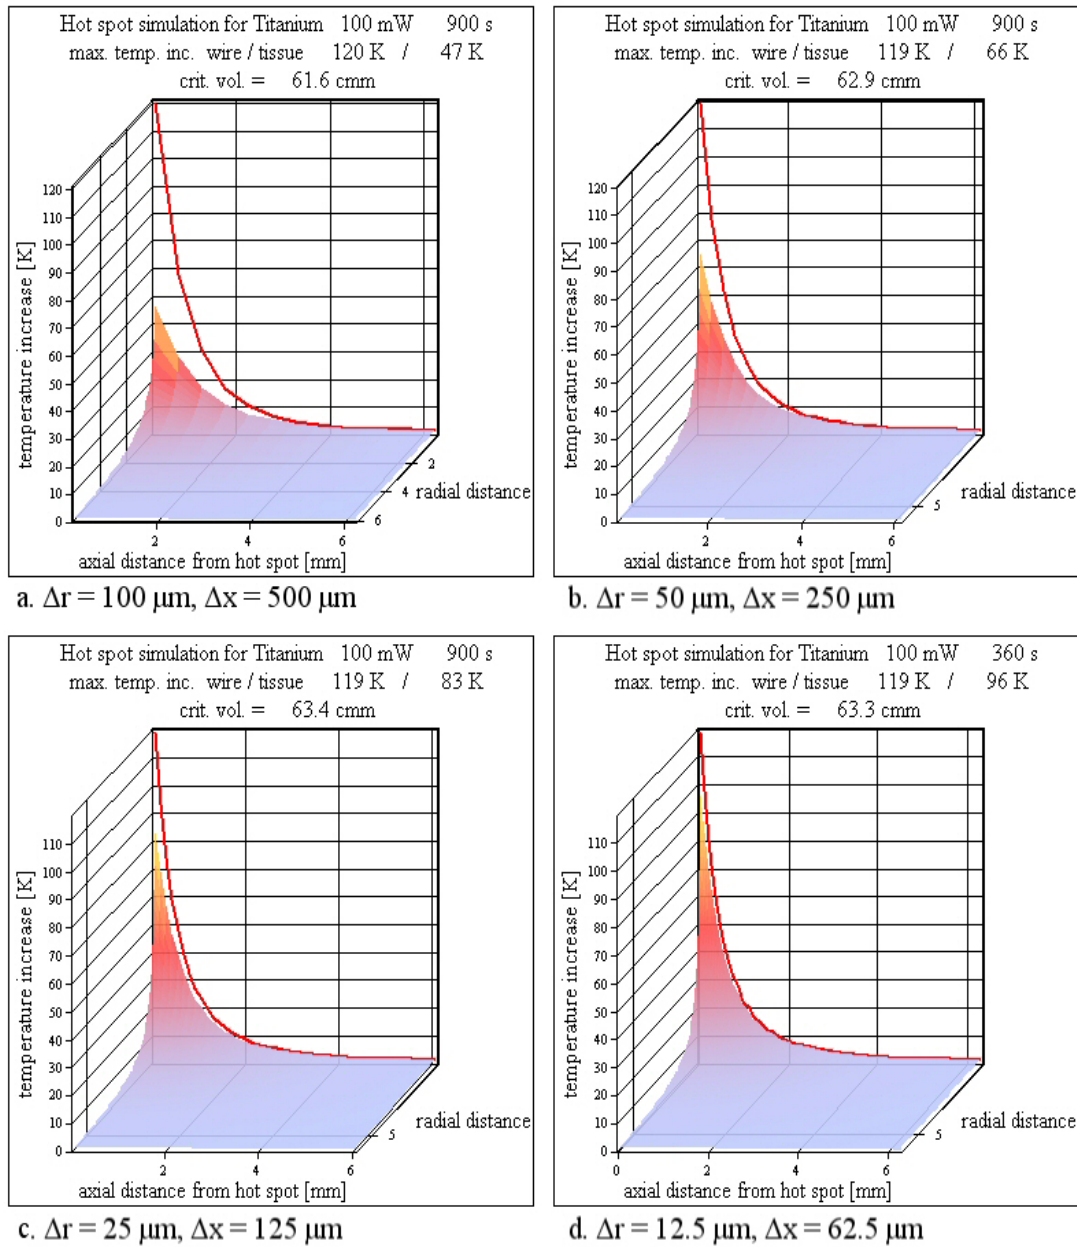 Hot spot simulation for Titanium 100 mW 900 s
max. temp. inc. wire / tissue 120 K / 47 K
crit. vol. = 61.6 cmm
120
110
100
90
80
70
60
50
40
30
20
10
0
temperature increase [K]
2
4
6
radial distance
2
4
6
axial distance from hot spot [mm]
a. Δr = 100 μm, Δx = 500 μm
Hot spot simulation for Titanium 100 mW 900 s
max. temp. inc. wire / tissue 119 K / 66 K
crit. vol. = 62.9 cmm
120
110
100
90
80
70
60
50
40
30
20
10
0
temperature increase [K]
5
radial distance
2
4
6
axial distance from hot spot [mm]
b. Δr = 50 μm, Δx = 250 μm
Hot spot simulation for Titanium 100 mW 900 s
max. temp. inc. wire / tissue 119 K / 83 K
crit. vol. = 63.4 cmm
110
100
90
80
70
60
50
40
30
20
10
0
temperature increase [K]
5
radial distance
2
4
6
axial distance from hot spot [mm]
c. Δr = 25 μm, Δx = 125 μm
Hot spot simulation for Titanium 100 mW 360 s
max. temp. inc. wire / tissue 119 K / 96 K
crit. vol. = 63.3 cmm
110
100
90
80
70
60
50
40
30
20
10
0
temperature increase [K]
5
radial distance
0
2
4
6
axial distance from hot spot [mm]
d. Δr = 12.5 μm, Δx = 62.5 μm